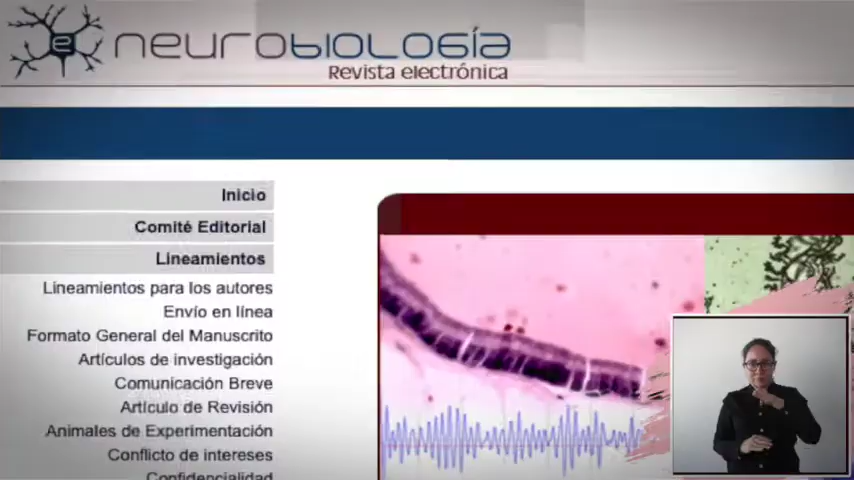 e neurobiología
Revista electrónica
Inicio
Comité Editorial
Lineamientos
Lineamientos para los autores
Envío en línea
Formato General del Manuscrito
Artículos de investigación
Comunicación Breve
Artículo de Revisión
Animales de Experimentación
Conflicto de intereses
Confidencialidad